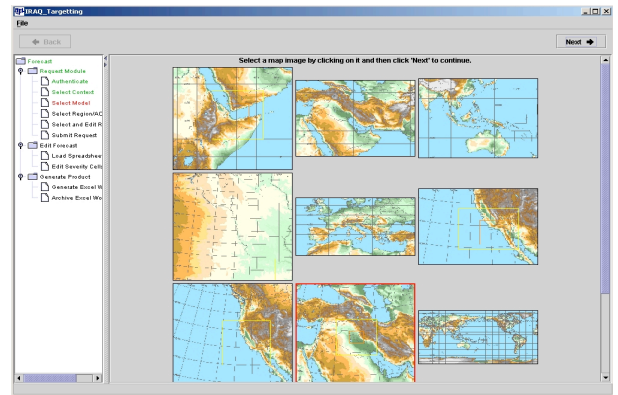 IRAQ_Targetting
File
Back
Next
Select a map image by clicking on it and then click 'Next' to continue.
Forecast
Request Module
Authenticate
Select Context
Select Model
Select Region/AC
Select and Edit R
Submit Request
Edit Forecast
Load Spreadshee
Edit Severity Cells
Generate Product
Generate Excel W
Archive Excel Wo